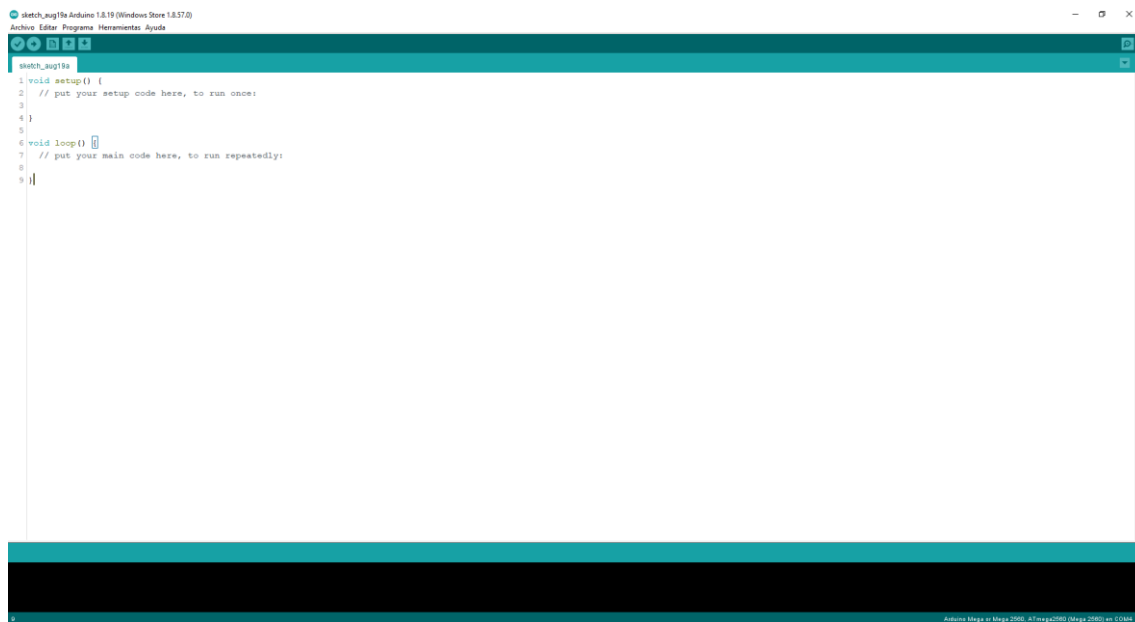 sketch_aug19a Arduino 1.8.19 (Windows Store 1.8.57.0)
Archivo Editar Programa Herramientas Ayuda
sketch_aug19a
1 void setup() {
2 // put your setup code here, to run once:
3
4 }
5
6 void loop() {
7 // put your main code here, to run repeatedly:
8
9 }
9
Arduino Mega or Mega 2560, ATmega2560 (Mega 2560) en COM4